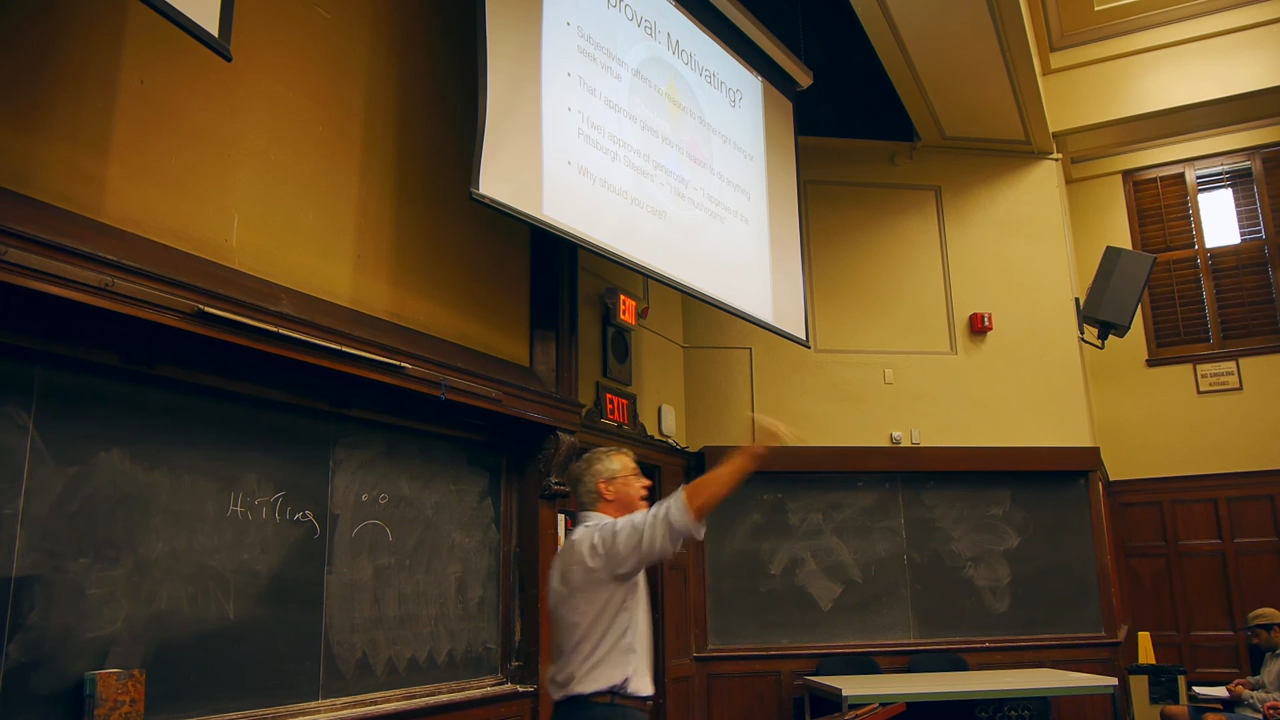 proval: Motivating?
• Subjectivism offers no reason to do the right thing or
seek virtue
• That I approve gives you no reason to do anything
• "I (we) approve of generosity" – "I approve of the
Pittsburgh Steelers" – "I like mushrooms"
Why should you care?
EXIT
EXIT
NO SMOKING
HiTTing